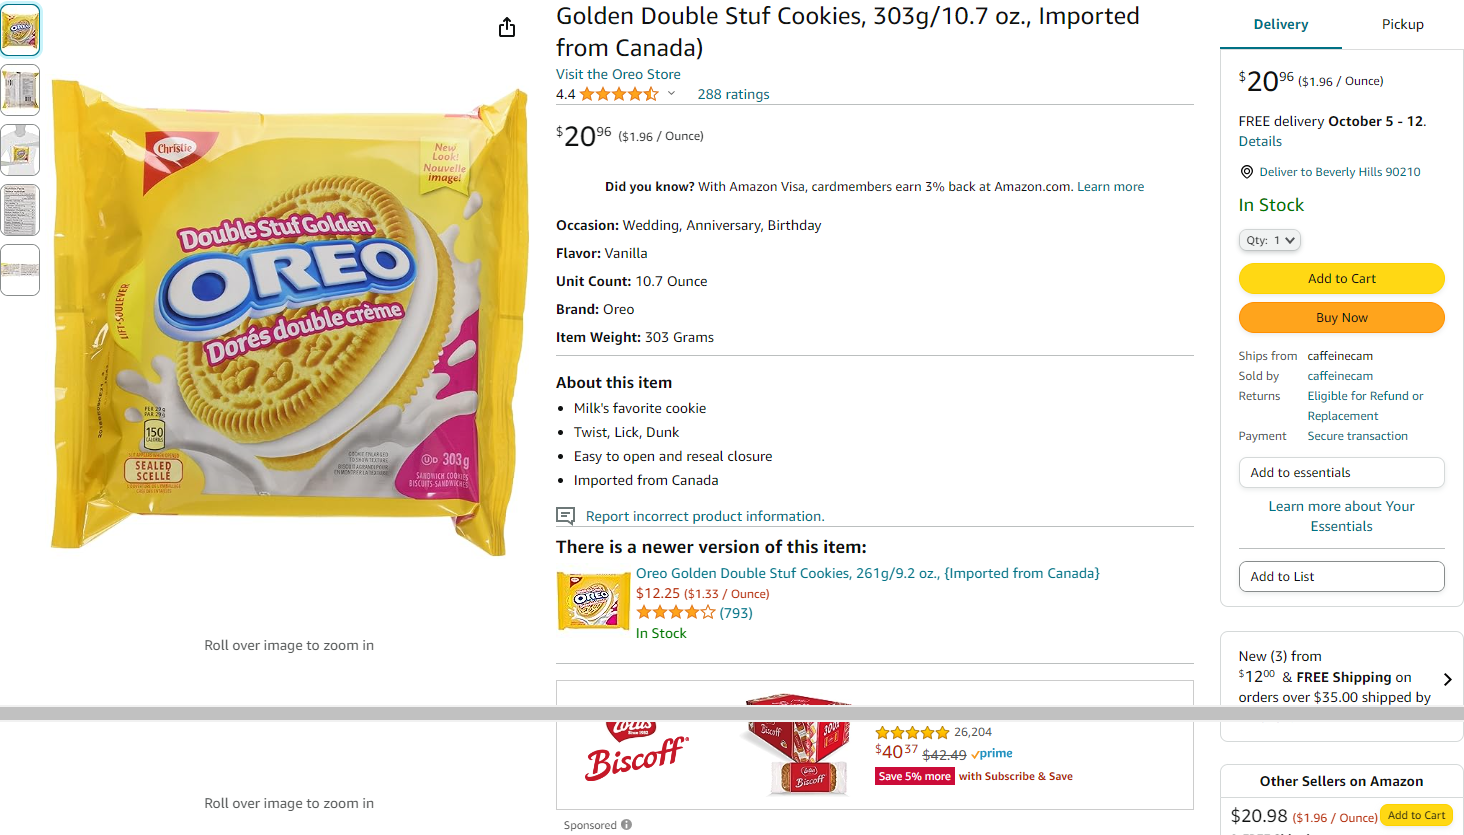 Golden Double Stuf Cookies, 303g/10.7 oz., Imported
from Canada)
Visit the Oreo Store
4.4
288 ratings
$20.96 ($1.96 / Ounce)
Did you know? With Amazon Visa, cardmembers earn 3% back at Amazon.com. Learn more
Occasion: Wedding, Anniversary, Birthday
Flavor: Vanilla
Unit Count: 10.7 Ounce
Brand: Oreo
Item Weight: 303 Grams
About this item
• Milk's favorite cookie
• Twist, Lick, Dunk
• Easy to open and reseal closure
• Imported from Canada
Report incorrect product information.
There is a newer version of this item:
Oreo Golden Double Stuf Cookies, 261g/9.2 oz., {Imported from Canada}
$12.25 ($1.33 / Ounce)
(793)
In Stock
Christie
New
Look!
Nouvelle
image!
Double Stuf Golden
OREO
Dorés double crème
LIFT-SOULEVER
PER 29 g
PAR 29 g
150
CALORIES
SEALED
SCELLÉ
303 g
SANDWICH COOKIES
BISCUITS SANDWICHES
Roll over image to zoom in
Lotus
Biscoff
Biscoff
Biscoff
26,204
$40.37 $42.49 prime
Save 5% more with Subscribe & Save
Roll over image to zoom in
Sponsored
Delivery
Pickup
$20.96 ($1.96 / Ounce)
FREE delivery October 5 - 12.
Details
Deliver to Beverly Hills 90210
In Stock
Qty: 1
Add to Cart
Buy Now
Ships from caffeinecam
Sold by caffeinecam
Returns Eligible for Refund or
Replacement
Payment Secure transaction
Add to essentials
Learn more about Your
Essentials
Add to List
New (3) from
$12.00 & FREE Shipping on
orders over $35.00 shipped by
Other Sellers on Amazon
$20.98 ($1.96 / Ounce)
Add to Cart